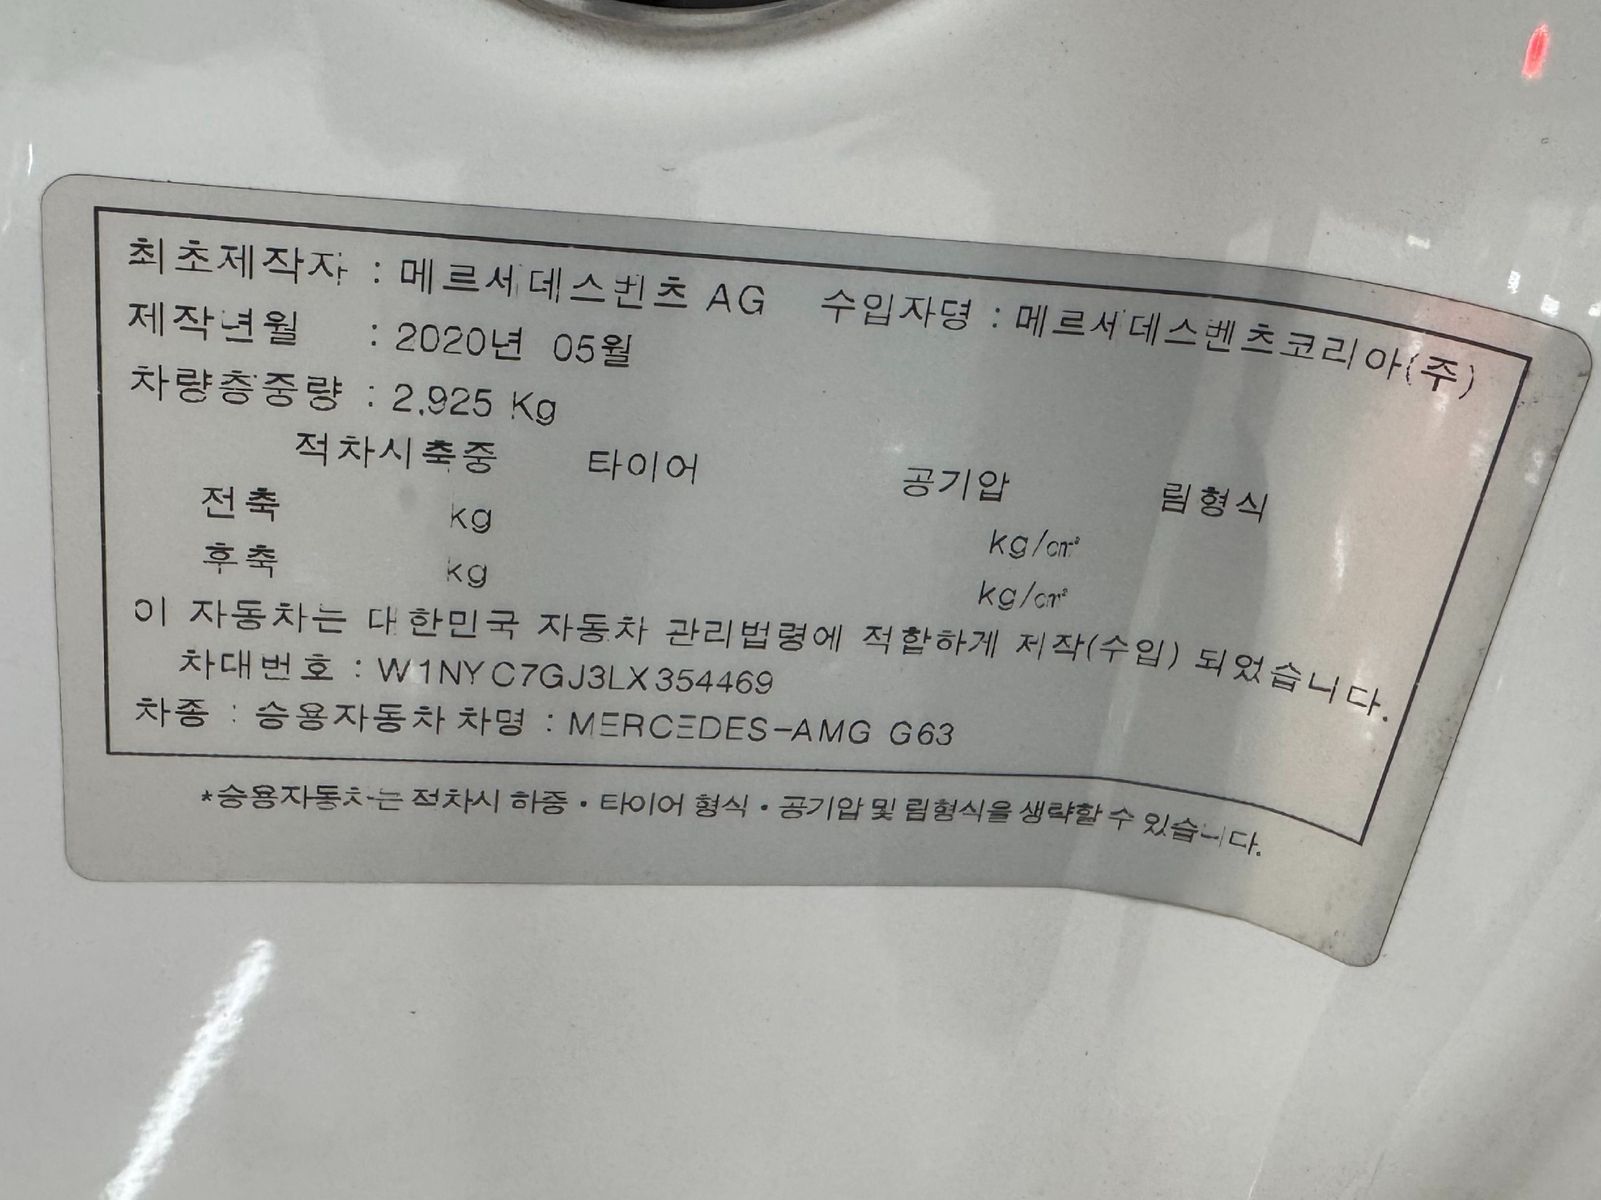 최초제작자 : 메르세데스벤츠 AG 수입자명 : 메르세데스벤츠코리아(주)
제작년월 : 2020년 05월
차량총중량 : 2,925 Kg
적차시축중 타이어 공기압 림형식
전축 kg kg/㎠
후축 kg kg/㎠
이 자동차는 대한민국 자동차 관리법령에 적합하게 제작(수입) 되었습니다.
차대번호 : W1NYC7GJ3LX354469
차종 : 승용자동차 차명 : MERCEDES-AMG G63
*승용자동차는 적차시 하중 · 타이어 형식 · 공기압 및 림형식을 생략할 수 있습니다.